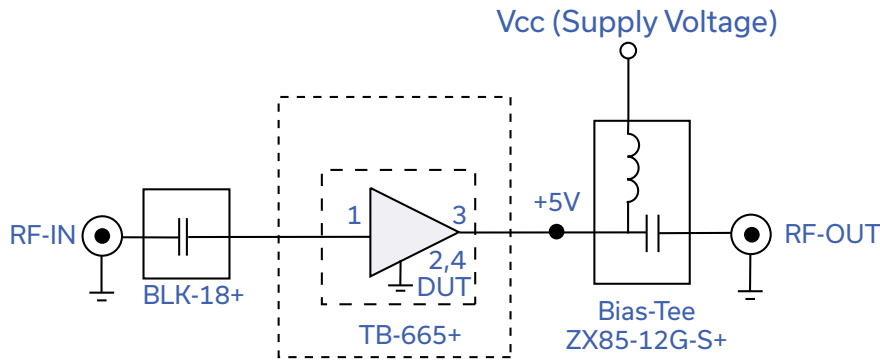 Vcc (Supply Voltage)
RF-IN
BLK-18+
1
3
2,4
DUT
TB-665+
+5V
Bias-Tee
ZX85-12G-S+
RF-OUT